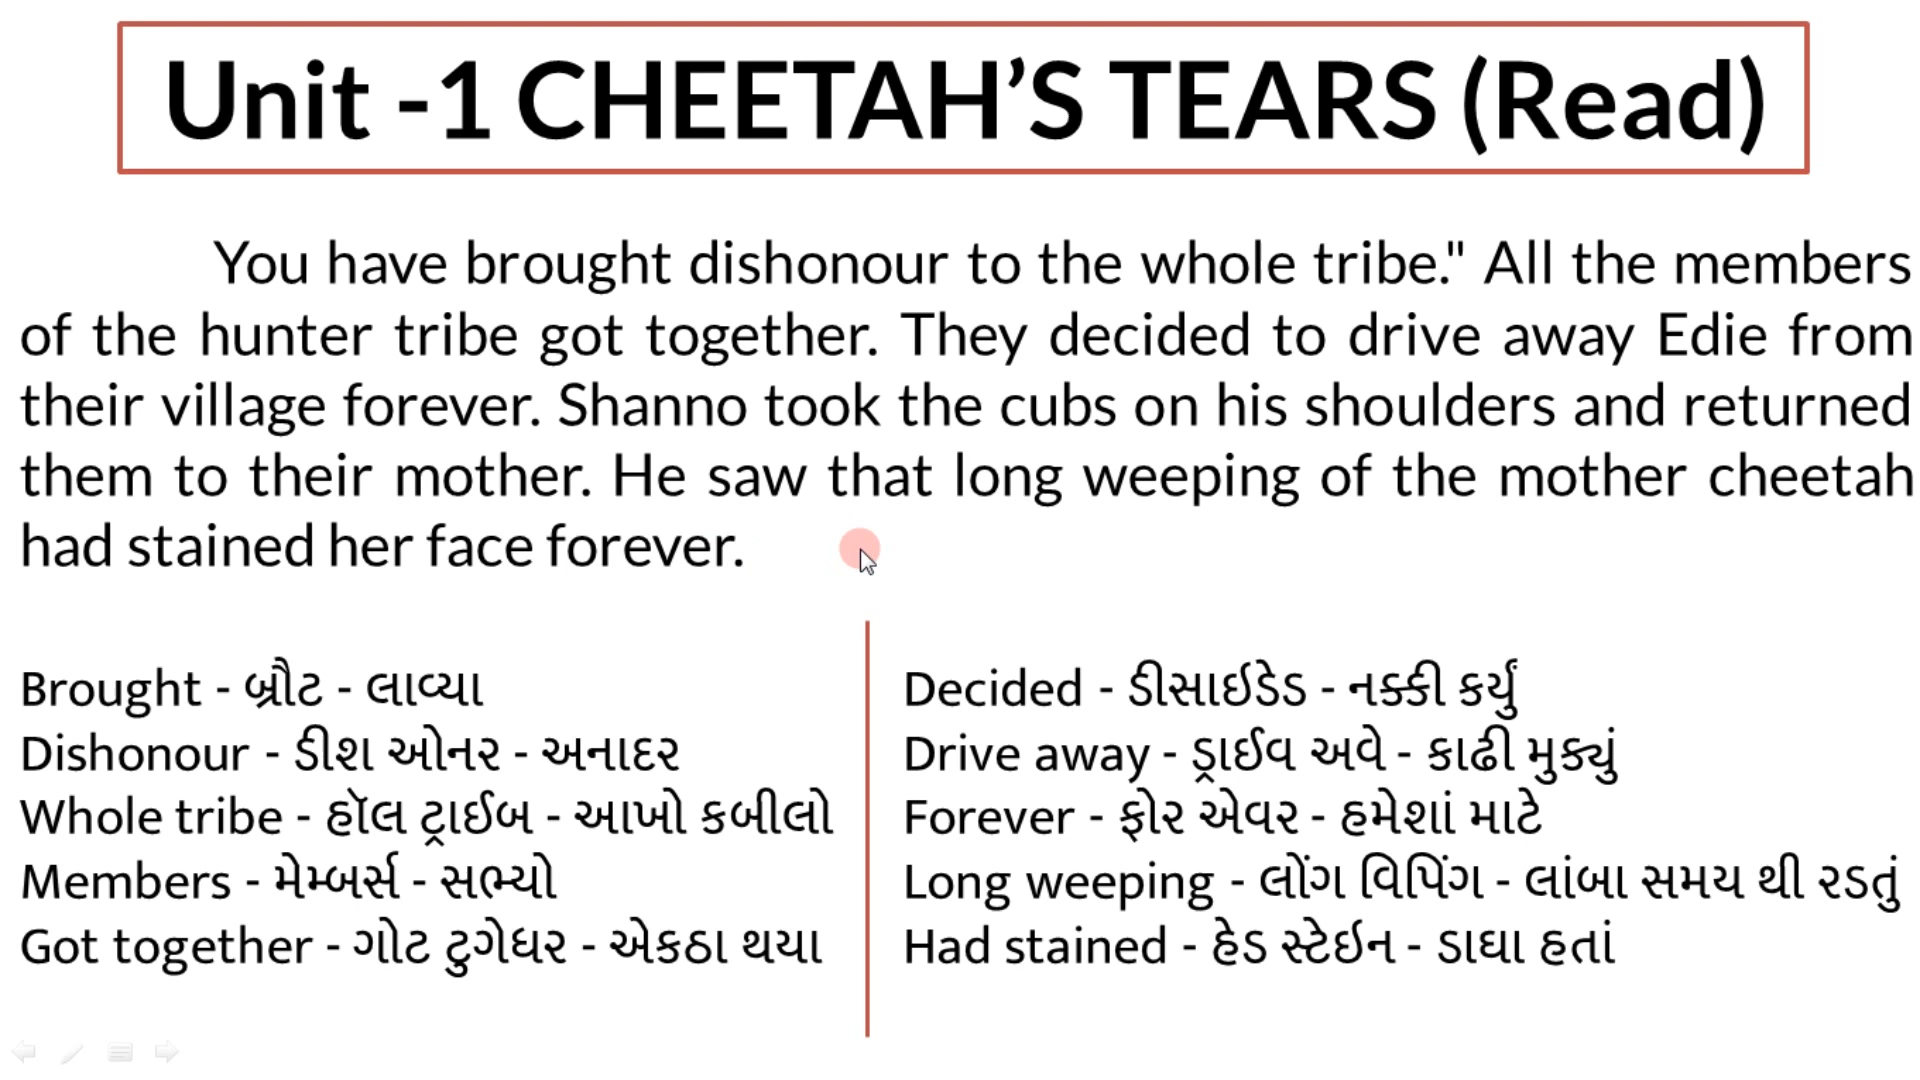 Unit -1 CHEETAH’S TEARS (Read)
You have brought dishonour to the whole tribe." All the members
of the hunter tribe got together. They decided to drive away Edie from
their village forever. Shanno took the cubs on his shoulders and returned
them to their mother. He saw that long weeping of the mother cheetah
had stained her face forever.
Brought - બ્રૌટ - લાવ્યા
Dishonour - ડીશ ઓનર - અનાદર
Whole tribe - હૉલ ટ્રાઈબ - આખો કબીલો
Members - મેમ્બર્સ - સભ્યો
Got together - ગોટ ટુગેધર - એકઠા થયા
Decided - ડીસાઇડેડ - નક્કી કર્યું
Drive away - ડ્રાઈવ અવે - કાઢી મુક્યું
Forever - ફોર એવર - હમેશાં માટે
Long weeping - લોંગ વિપિંગ - લાંબા સમય થી રડતું
Had stained - હેડ સ્ટેઇન - ડાઘા હતાં